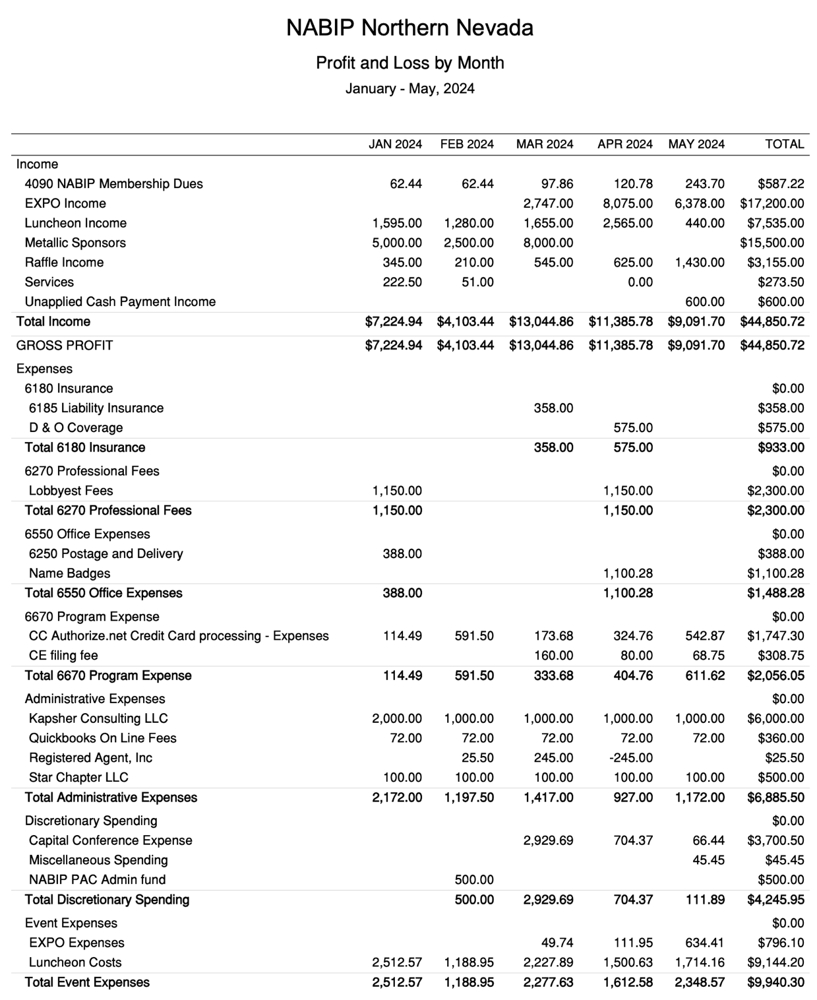 NABIP Northern Nevada
Profit and Loss by Month
January - May, 2024
JAN 2024 FEB 2024 MAR 2024 APR 2024 MAY 2024 TOTAL
Income
4090 NABIP Membership Dues 62.44 62.44 97.86 120.78 243.70 $587.22
EXPO Income 2,747.00 8,075.00 6,378.00 $17,200.00
Luncheon Income 1,595.00 1,280.00 1,655.00 2,565.00 440.00 $7,535.00
Metallic Sponsors 5,000.00 2,500.00 8,000.00 $15,500.00
Raffle Income 345.00 210.00 545.00 625.00 1,430.00 $3,155.00
Services 222.50 51.00 0.00 $273.50
Unapplied Cash Payment Income 600.00 $600.00
Total Income $7,224.94 $4,103.44 $13,044.86 $11,385.78 $9,091.70 $44,850.72
GROSS PROFIT $7,224.94 $4,103.44 $13,044.86 $11,385.78 $9,091.70 $44,850.72
Expenses
6180 Insurance $0.00
6185 Liability Insurance 358.00 $358.00
D & O Coverage 575.00 $575.00
Total 6180 Insurance 358.00 575.00 $933.00
6270 Professional Fees $0.00
Lobbyest Fees 1,150.00 1,150.00 $2,300.00
Total 6270 Professional Fees 1,150.00 1,150.00 $2,300.00
6550 Office Expenses $0.00
6250 Postage and Delivery 388.00 $388.00
Name Badges 1,100.28 $1,100.28
Total 6550 Office Expenses 388.00 1,100.28 $1,488.28
6670 Program Expense $0.00
CC Authorize.net Credit Card processing - Expenses 114.49 591.50 173.68 324.76 542.87 $1,747.30
CE filing fee 160.00 80.00 68.75 $308.75
Total 6670 Program Expense 114.49 591.50 333.68 404.76 611.62 $2,056.05
Administrative Expenses $0.00
Kapsher Consulting LLC 2,000.00 1,000.00 1,000.00 1,000.00 1,000.00 $6,000.00
Quickbooks On Line Fees 72.00 72.00 72.00 72.00 72.00 $360.00
Registered Agent, Inc 25.50 245.00 -245.00 $25.50
Star Chapter LLC 100.00 100.00 100.00 100.00 100.00 $500.00
Total Administrative Expenses 2,172.00 1,197.50 1,417.00 927.00 1,172.00 $6,885.50
Discretionary Spending $0.00
Capital Conference Expense 2,929.69 704.37 66.44 $3,700.50
Miscellaneous Spending 45.45 $45.45
NABIP PAC Admin fund 500.00 $500.00
Total Discretionary Spending 500.00 2,929.69 704.37 111.89 $4,245.95
Event Expenses $0.00
EXPO Expenses 49.74 111.95 634.41 $796.10
Luncheon Costs 2,512.57 1,188.95 2,227.89 1,500.63 1,714.16 $9,144.20
Total Event Expenses 2,512.57 1,188.95 2,277.63 1,612.58 2,348.57 $9,940.30